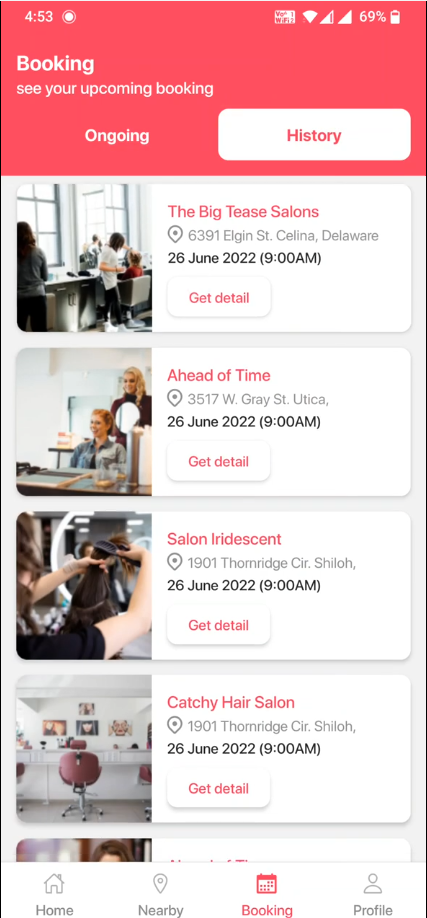 4:53 69%
Booking
see your upcoming booking
Ongoing History
The Big Tease Salons
6391 Elgin St. Celina, Delaware
26 June 2022 (9:00AM)
Get detail
Ahead of Time
3517 W. Gray St. Utica,
26 June 2022 (9:00AM)
Get detail
Salon Iridescent
1901 Thornridge Cir. Shiloh,
26 June 2022 (9:00AM)
Get detail
Catchy Hair Salon
1901 Thornridge Cir. Shiloh,
26 June 2022 (9:00AM)
Get detail
Home Nearby Booking Profile